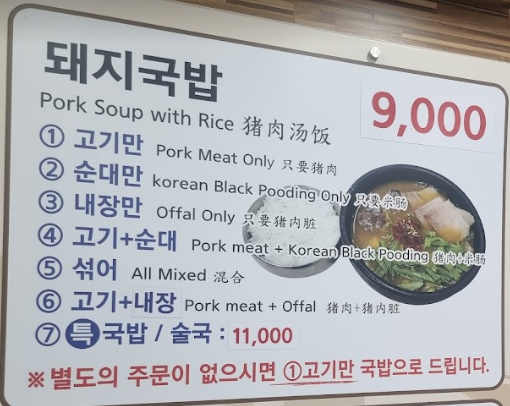 돼지국밥
Pork Soup with Rice 猪肉汤饭
9,000
① 고기만 Pork Meat Only 只要猪肉
② 순대만 korean Black Pooding Only 只要米肠
③ 내장만 Offal Only 只要猪内脏
④ 고기+순대 Pork meat + Korean Black Pooding 猪肉+米肠
⑤ 섞어 All Mixed 混合
⑥ 고기+내장 Pork meat + Offal 猪肉+猪内脏
⑦ 특국밥 / 술국 : 11,000
※ 별도의 주문이 없으시면 ①고기만 국밥으로 드립니다.